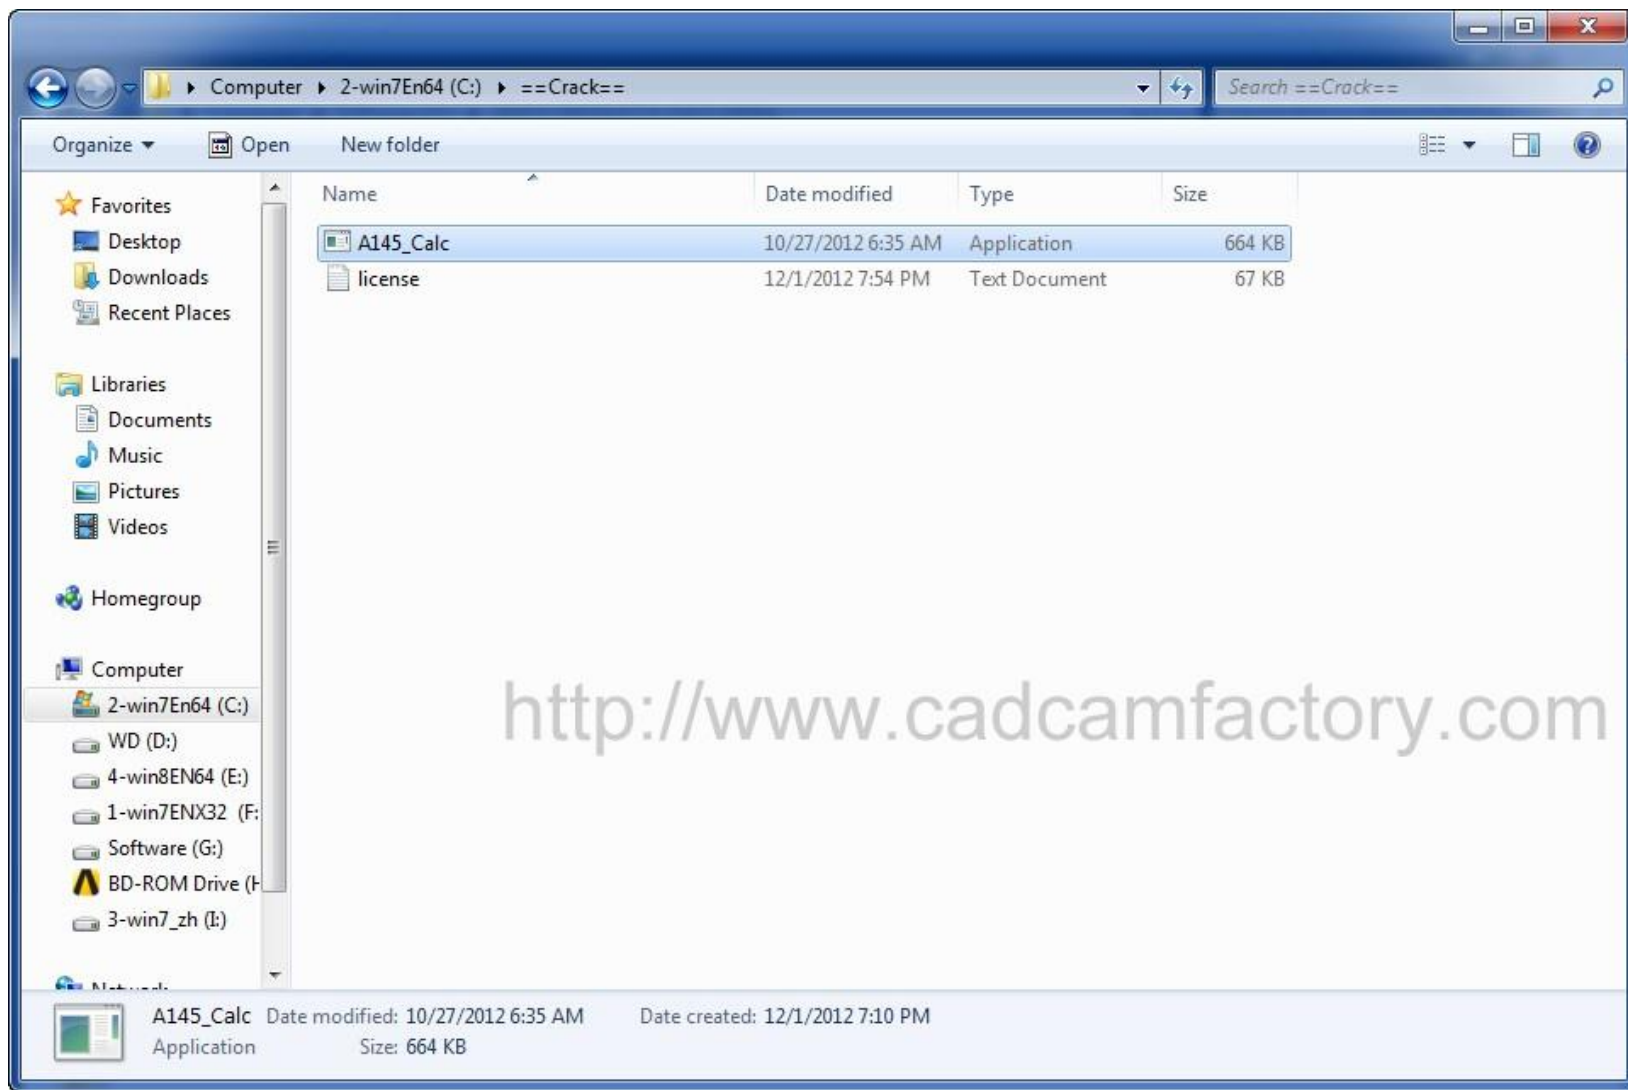 Computer ▸ 2-win7En64 (C:) ▸ ==Crack==
Search ==Crack==
Organize Open New folder
Name Date modified Type Size
A145_Calc 10/27/2012 6:35 AM Application 664 KB
license 12/1/2012 7:54 PM Text Document 67 KB
Favorites
Desktop
Downloads
Recent Places
Libraries
Documents
Music
Pictures
Videos
Homegroup
Computer
2-win7En64 (C:)
WD (D:)
4-win8EN64 (E:)
1-win7ENX32 (F:
Software (G:)
BD-ROM Drive (H
3-win7_zh (I:)
http://www.cadcamfactory.com
A145_Calc Date modified: 10/27/2012 6:35 AM Date created: 12/1/2012 7:10 PM
Application Size: 664 KB